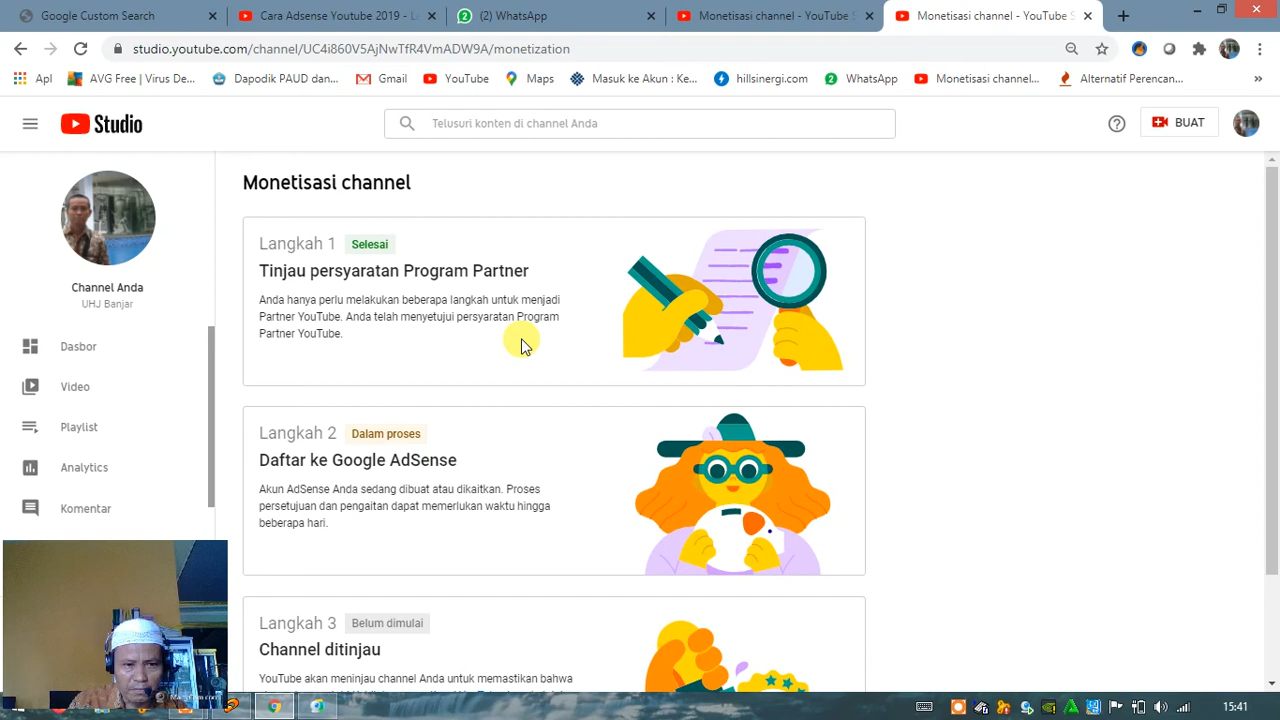 Google Custom Search
Cara Adsense Youtube 2019 - L
(2) WhatsApp
Monetisasi channel - YouTube S
Monetisasi channel - YouTube S
studio.youtube.com/channel/UC4i860V5AjNwTfR4VmADW9A/monetization
Apl
AVG Free | Virus De...
Dapodik PAUD dan...
Gmail
YouTube
Maps
Masuk ke Akun : Ke...
hillsinergi.com
WhatsApp
Monetisasi channel...
Alternatif Perencan...
Studio
Telusuri konten di channel Anda
BUAT
Channel Anda
UHJ Banjar
Dasbor
Video
Playlist
Analytics
Komentar
Monetisasi channel
Langkah 1 Selesai
Tinjau persyaratan Program Partner
Anda hanya perlu melakukan beberapa langkah untuk menjadi
Partner YouTube. Anda telah menyetujui persyaratan Program
Partner YouTube.
Langkah 2 Dalam proses
Daftar ke Google AdSense
Akun AdSense Anda sedang dibuat atau dikaitkan. Proses
persetujuan dan pengaitan dapat memerlukan waktu hingga
beberapa hari.
Langkah 3 Belum dimulai
Channel ditinjau
YouTube akan meninjau channel Anda untuk memastikan bahwa
15:41